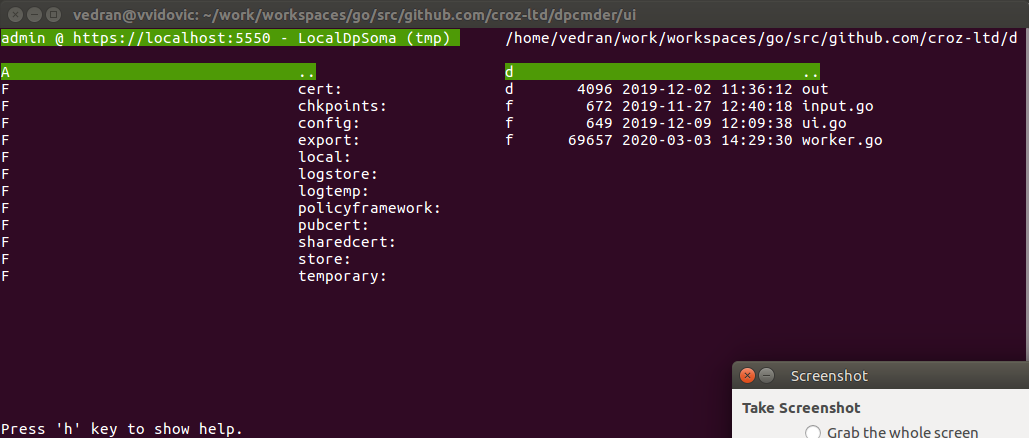 vedran@vvidovic: ~/work/workspaces/go/src/github.com/croz-ltd/dpcmder/ui
admin @ https://localhost:5550 - LocalDpSoma (tmp) /home/vedran/work/workspaces/go/src/github.com/croz-ltd/d
A .. d ..
F cert: d 4096 2019-12-02 11:36:12 out
F chkpoints: f 672 2019-11-27 12:40:18 input.go
F config: f 649 2019-12-09 12:09:38 ui.go
F export: f 69657 2020-03-03 14:29:30 worker.go
F local:
F logstore:
F logtemp:
F policyframework:
F pubcert:
F sharedcert:
F store:
F temporary:
Screenshot
Take Screenshot
Press 'h' key to show help.
Grab the whole screen